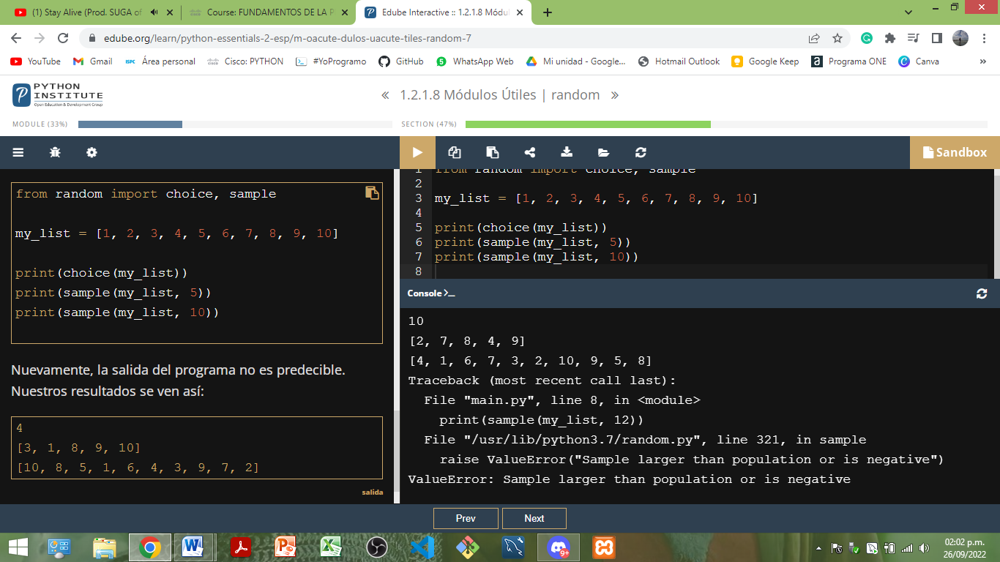 (1) Stay Alive (Prod. SUGA of
Course: FUNDAMENTOS DE LA P
Edube Interactive :: 1.2.1.8 Módul
edube.org/learn/python-essentials-2-esp/m-oacute-dulos-uacute-tiles-random-7
YouTube
Gmail
ISPC
Área personal
Cisco: PYTHON
#YoProgramo
GitHub
5
WhatsApp Web
Mi unidad - Google...
Hotmail Outlook
Google Keep
a
Programa ONE
Canva
»
PYTHON
INSTITUTE
Open Education & Development Group
« 1.2.1.8 Módulos Útiles | random »
MODULE (33%)
SECTION (47%)
Sandbox
from random import choice, sample
my_list = [1, 2, 3, 4, 5, 6, 7, 8, 9, 10]
print(choice(my_list))
print(sample(my_list, 5))
print(sample(my_list, 10))
Nuevamente, la salida del programa no es predecible.
Nuestros resultados se ven así:
4
[3, 1, 8, 9, 10]
[10, 8, 5, 1, 6, 4, 3, 9, 7, 2]
salida
1 from random import choice, sample
2
3 my_list = [1, 2, 3, 4, 5, 6, 7, 8, 9, 10]
4
5 print(choice(my_list))
6 print(sample(my_list, 5))
7 print(sample(my_list, 10))
8
Console >_
10
[2, 7, 8, 4, 9]
[4, 1, 6, 7, 3, 2, 10, 9, 5, 8]
Traceback (most recent call last):
File "main.py", line 8, in <module>
print(sample(my_list, 12))
File "/usr/lib/python3.7/random.py", line 321, in sample
raise ValueError("Sample larger than population or is negative")
ValueError: Sample larger than population or is negative
Prev
Next
9+
02:02 p.m.
26/09/2022